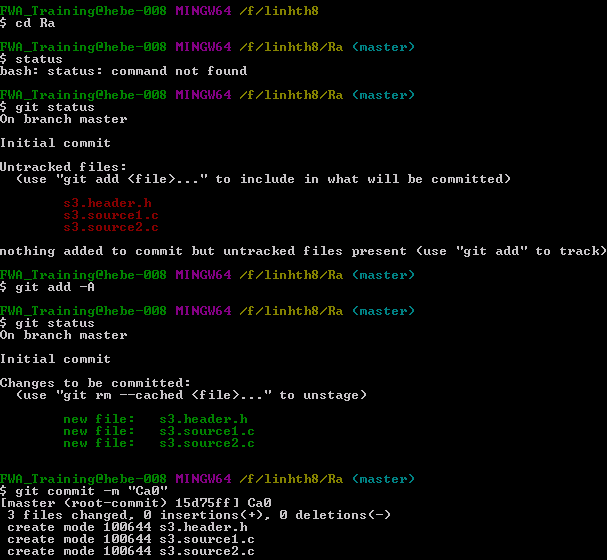 FWA_Training@hebe-008 MINGW64 /f/linhth8
$ cd Ra
FWA_Training@hebe-008 MINGW64 /f/linhth8/Ra (master)
$ status
bash: status: command not found
FWA_Training@hebe-008 MINGW64 /f/linhth8/Ra (master)
$ git status
On branch master
Initial commit
Untracked files:
  (use "git add <file>..." to include in what will be committed)
        s3.header.h
        s3.source1.c
        s3.source2.c
nothing added to commit but untracked files present (use "git add" to track)
FWA_Training@hebe-008 MINGW64 /f/linhth8/Ra (master)
$ git add -A
FWA_Training@hebe-008 MINGW64 /f/linhth8/Ra (master)
$ git status
On branch master
Initial commit
Changes to be committed:
  (use "git rm --cached <file>..." to unstage)
        new file:   s3.header.h
        new file:   s3.source1.c
        new file:   s3.source2.c
FWA_Training@hebe-008 MINGW64 /f/linhth8/Ra (master)
$ git commit -m "Ca0"
[master (root-commit) 15d75ff] Ca0
 3 files changed, 0 insertions(+), 0 deletions(-)
 create mode 100644 s3.header.h
 create mode 100644 s3.source1.c
 create mode 100644 s3.source2.c